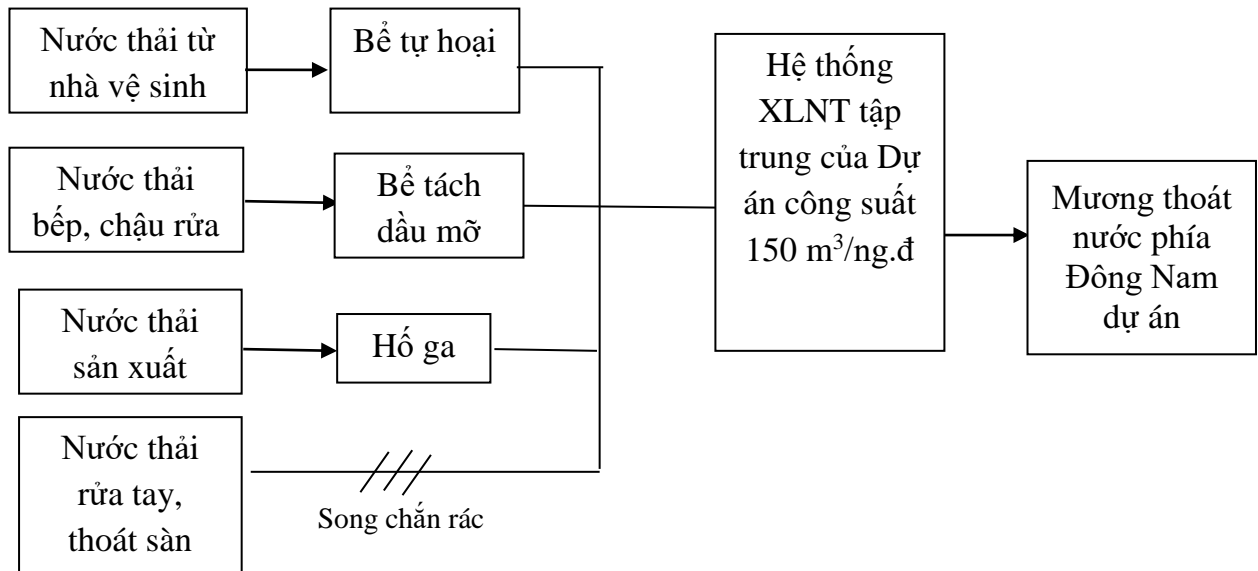 Nước thải từ
nhà vệ sinh
Bể tự hoại
Nước thải
bếp, chậu rửa
Bể tách
dầu mỡ
Nước thải
sản xuất
Hố ga
Nước thải
rửa tay,
thoát sàn
Song chắn rác
Hệ thống
XLNT tập
trung của Dự
án công suất
150 m³/ng.đ
Mương thoát
nước phía
Đông Nam
dự án